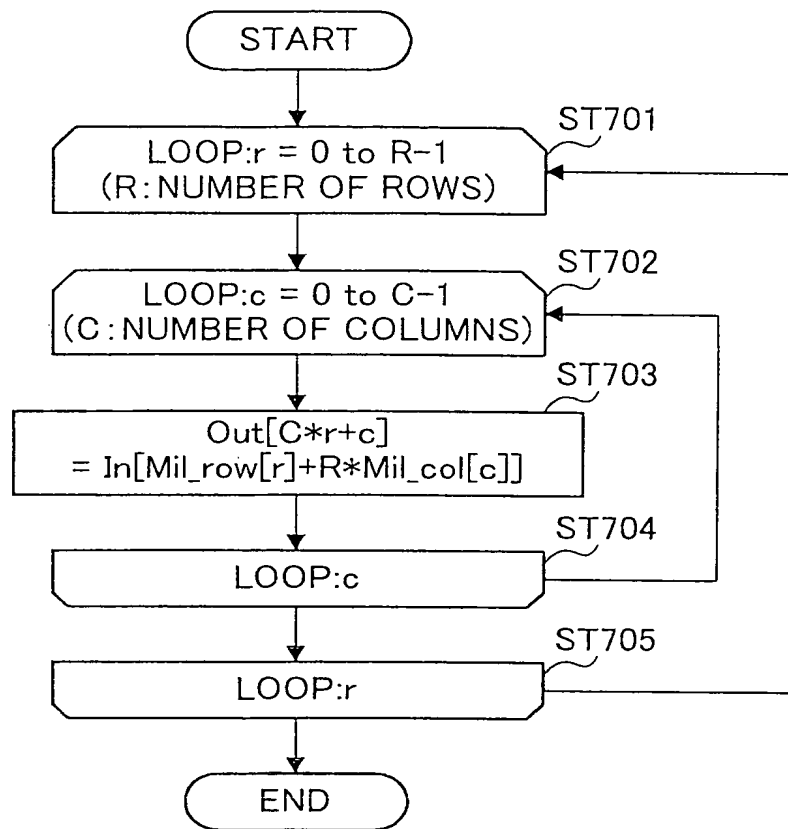 START
ST701
LOOP:r = 0 to R-1
(R:NUMBER OF ROWS)
ST702
LOOP:c = 0 to C-1
(C:NUMBER OF COLUMNS)
ST703
Out[C*r+c]
= In[Mil_row[r]+R*Mil_col[c]]
ST704
LOOP:c
ST705
LOOP:r
END